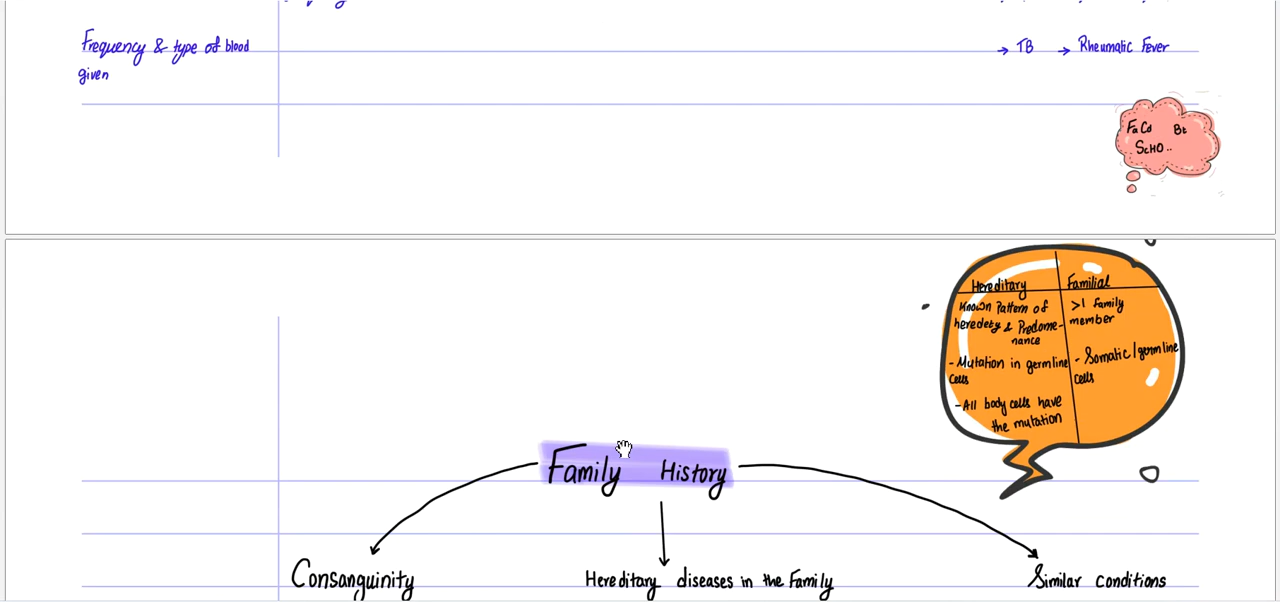 Frequency & type of blood
given
→ TB → Rheumatic Fever
FaCo Bt
ScHO..
Hereditary
Known Pattern of
heredety & Predome-
nance
- Mutation in germline
cells
- All body cells have
the mutation
Familial
>1 Family
member
- Somatic/germline
cells
Family History
Consanguinity
Hereditary diseases in the Family
Similar conditions